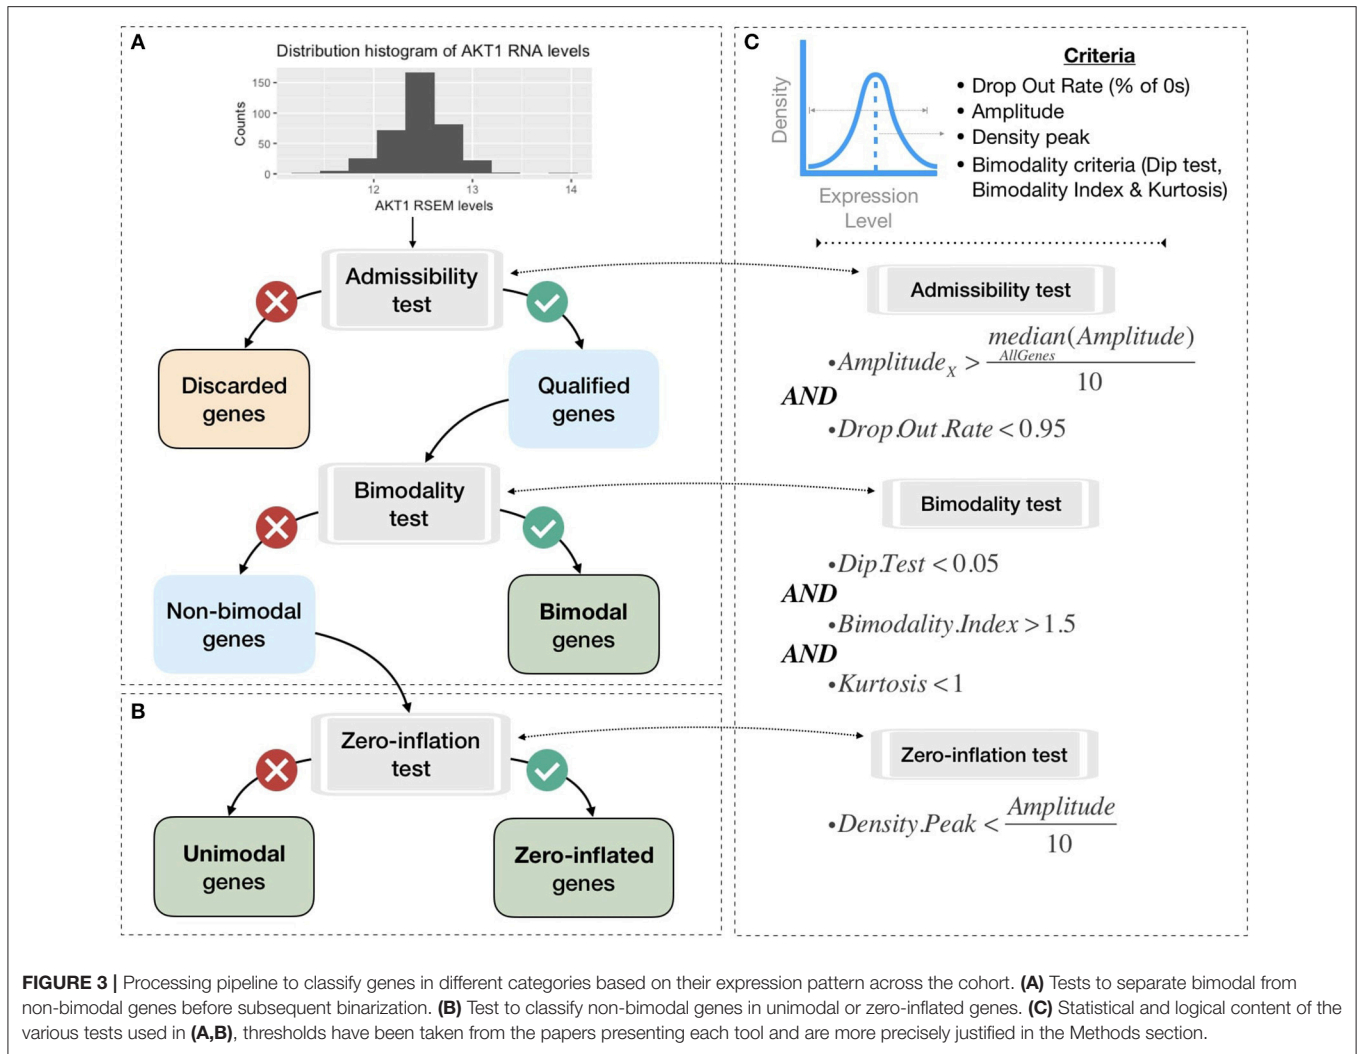 A
Distribution histogram of AKT1 RNA levels
Counts
150
100
50
0
12
13
14
AKT1 RSEM levels
Admissibility
test
Discarded
genes
Qualified
genes
Bimodality
test
Non-bimodal
genes
Bimodal
genes
B
Zero-inflation
test
Unimodal
genes
Zero-inflated
genes
C
Density
Expression
Level
Criteria
• Drop Out Rate (% of 0s)
• Amplitude
• Density peak
• Bimodality criteria (Dip test,
Bimodality Index & Kurtosis)
Admissibility test
•Amplitude_X > median_AllGenes(Amplitude) / 10
AND
•Drop.Out.Rate < 0.95
Bimodality test
•Dip.Test < 0.05
AND
•Bimodality.Index > 1.5
AND
•Kurtosis < 1
Zero-inflation test
•Density.Peak < Amplitude / 10
FIGURE 3 | Processing pipeline to classify genes in different categories based on their expression pattern across the cohort. (A) Tests to separate bimodal from
non-bimodal genes before subsequent binarization. (B) Test to classify non-bimodal genes in unimodal or zero-inflated genes. (C) Statistical and logical content of the
various tests used in (A,B), thresholds have been taken from the papers presenting each tool and are more precisely justified in the Methods section.